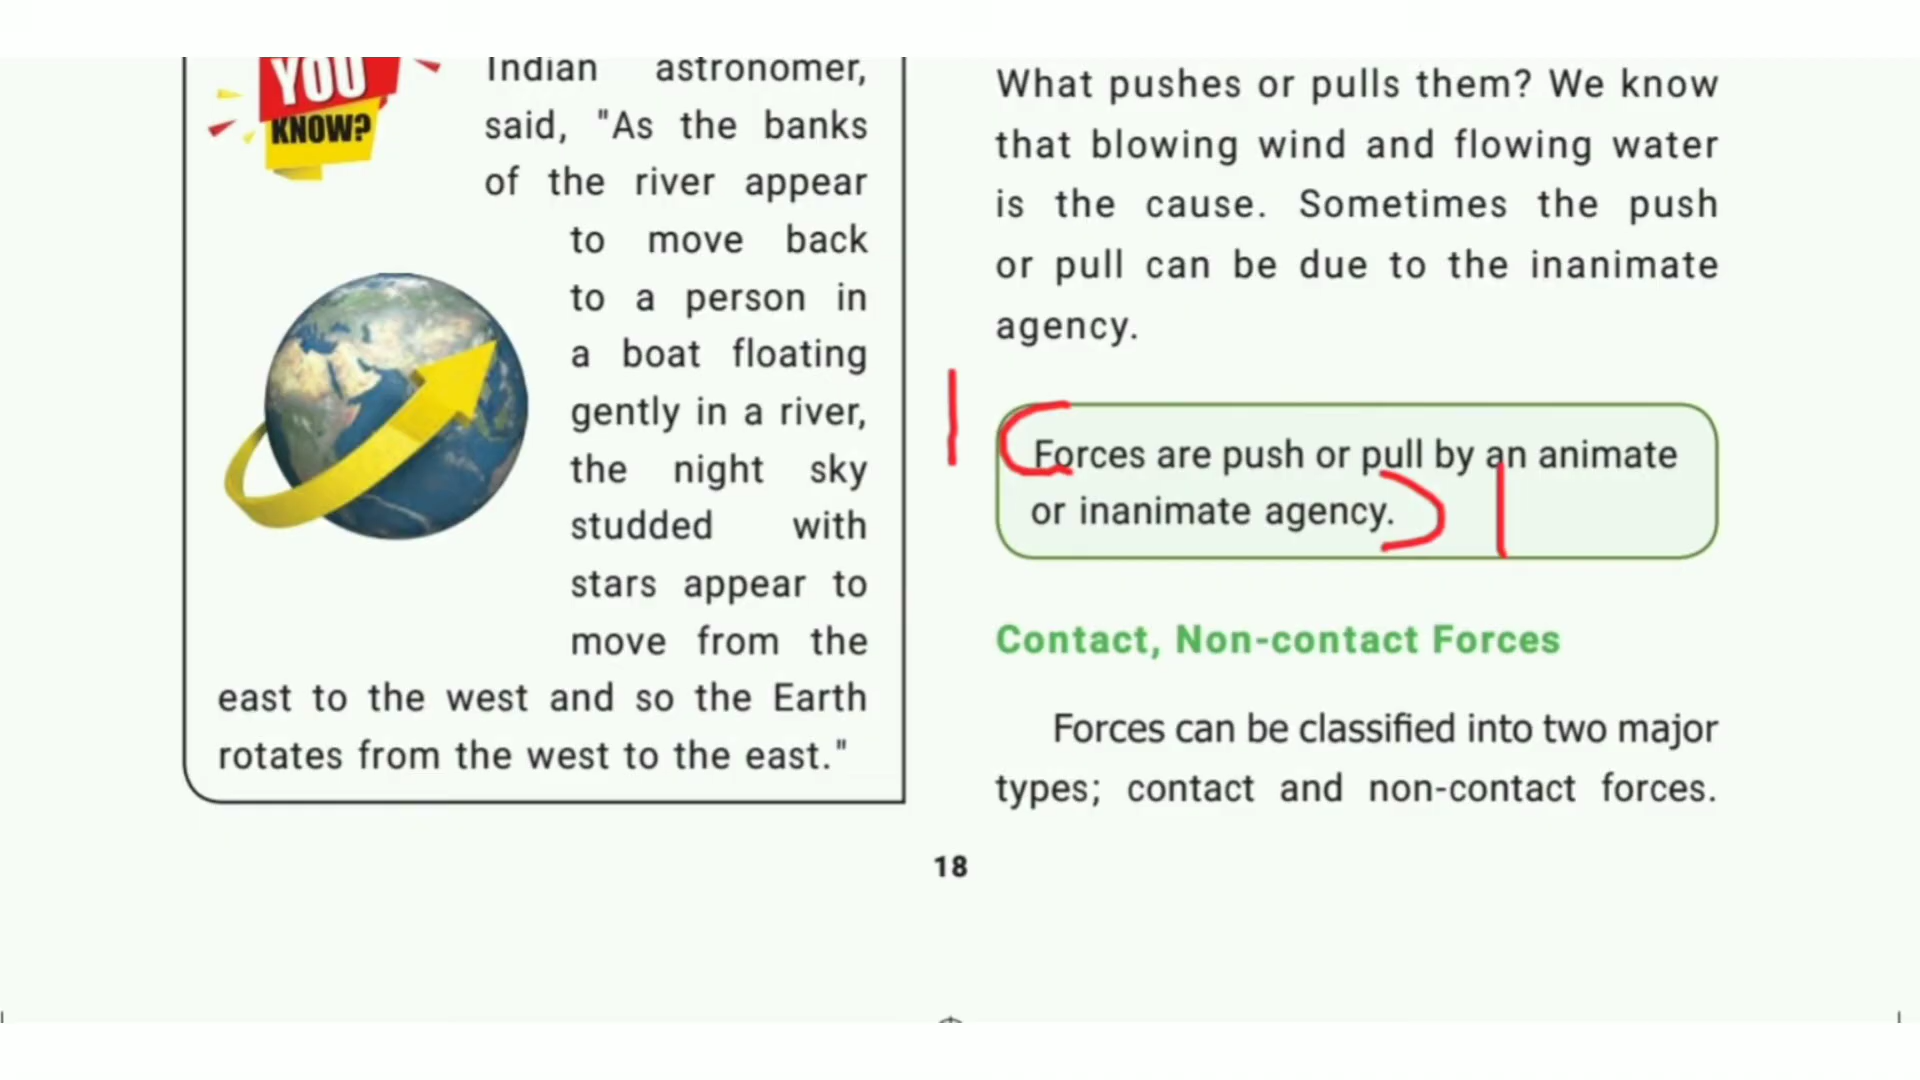 YOU
KNOW?
Indian astronomer,
said, "As the banks
of the river appear
to move back
to a person in
a boat floating
gently in a river,
the night sky
studded with
stars appear to
move from the
east to the west and so the Earth
rotates from the west to the east."
What pushes or pulls them? We know
that blowing wind and flowing water
is the cause. Sometimes the push
or pull can be due to the inanimate
agency.
Forces are push or pull by an animate
or inanimate agency.
Contact, Non-contact Forces
Forces can be classified into two major
types; contact and non-contact forces.
18